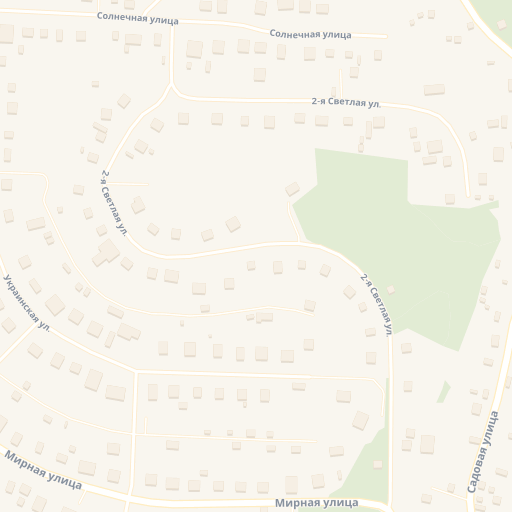 Солнечная улица
Солнечная улица
2-я Светлая ул.
2-я Светлая ул.
Украинская ул.
2-я Светлая ул.
Садовая улица
Мирная улица
Мирная улица